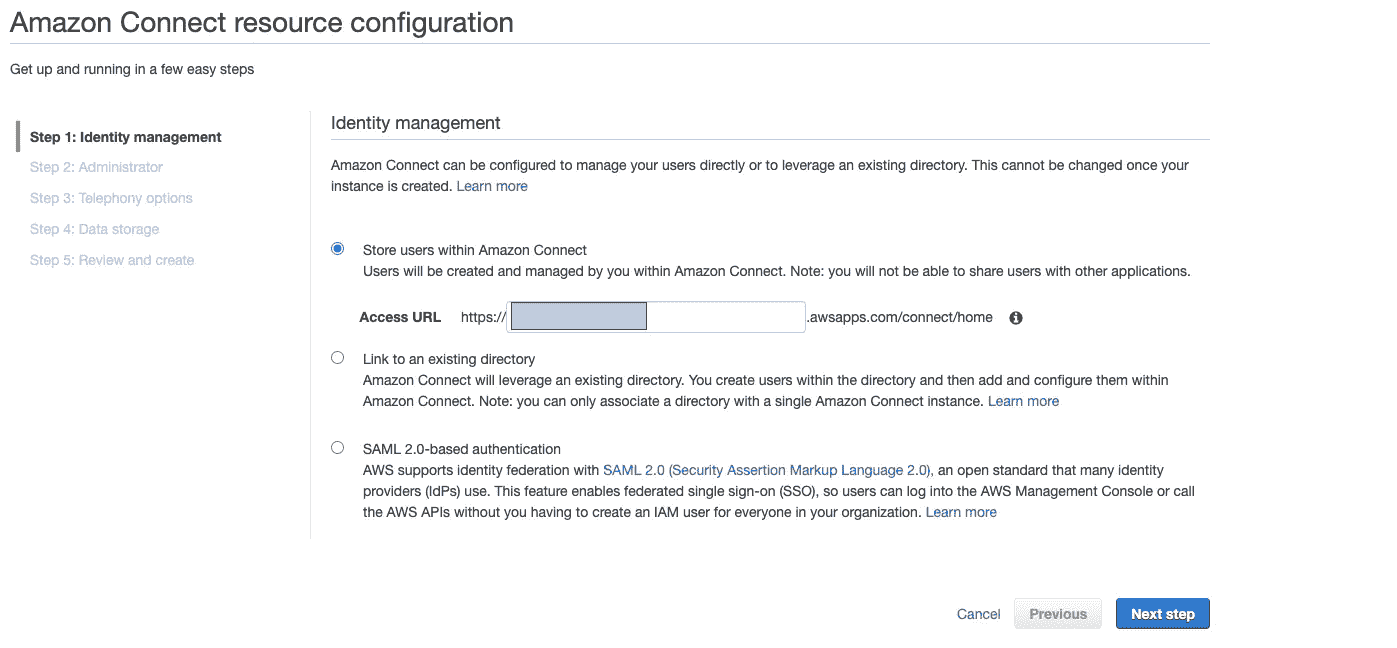 Amazon Connect resource configuration
Get up and running in a few easy steps
Step 1: Identity management
Step 2: Administrator
Step 3: Telephony options
Step 4: Data storage
Step 5: Review and create
Identity management
Amazon Connect can be configured to manage your users directly or to leverage an existing directory. This cannot be changed once your
instance is created. Learn more
Store users within Amazon Connect
Users will be created and managed by you within Amazon Connect. Note: you will not be able to share users with other applications.
Access URL https:// .awsapps.com/connect/home
Link to an existing directory
Amazon Connect will leverage an existing directory. You create users within the directory and then add and configure them within
Amazon Connect. Note: you can only associate a directory with a single Amazon Connect instance. Learn more
SAML 2.0-based authentication
AWS supports identity federation with SAML 2.0 (Security Assertion Markup Language 2.0), an open standard that many identity
providers (IdPs) use. This feature enables federated single sign-on (SSO), so users can log into the AWS Management Console or call
the AWS APIs without you having to create an IAM user for everyone in your organization. Learn more
Cancel Previous Next step